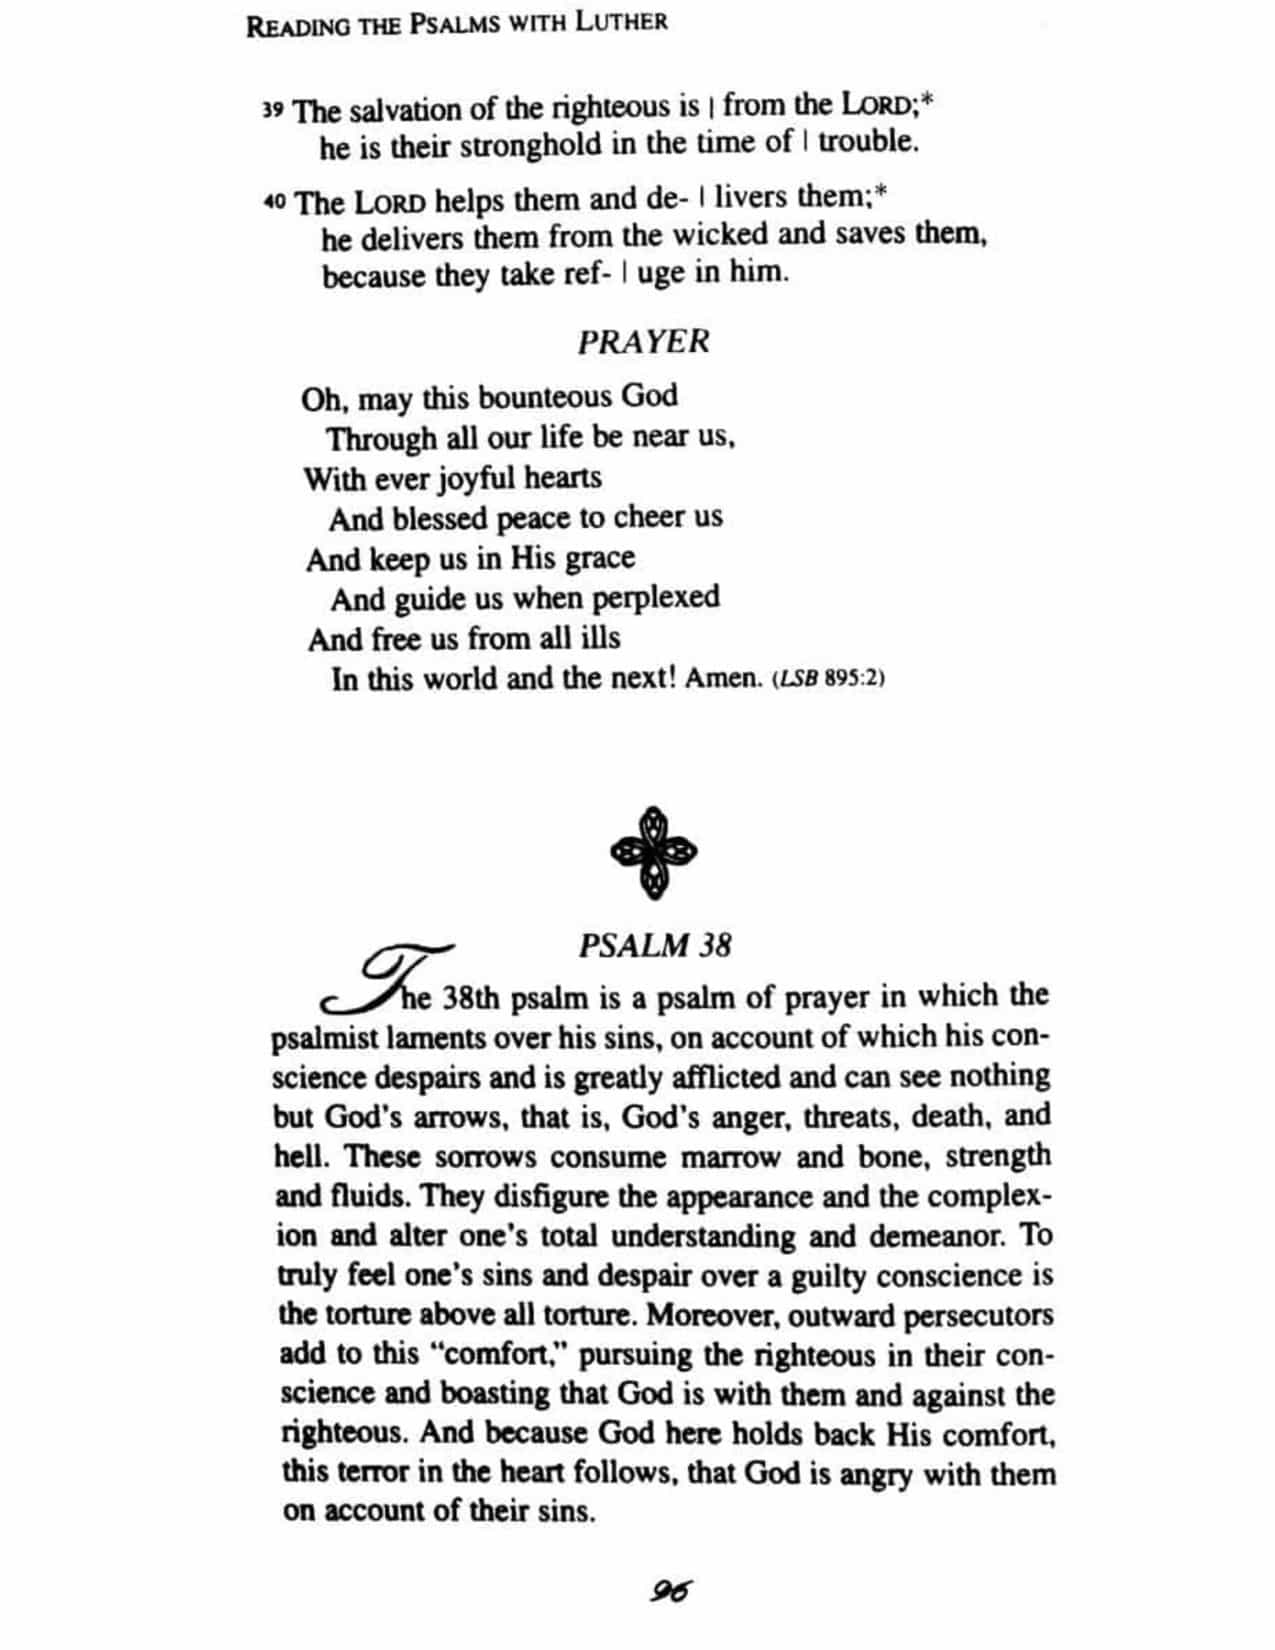 READING THE PSALMS WITH LUTHER
39 The salvation of the righteous is | from the LORD;*
he is their stronghold in the time of | trouble.
40 The LORD helps them and de- | livers them;*
he delivers them from the wicked and saves them,
because they take ref- | uge in him.
PRAYER
Oh, may this bounteous God
Through all our life be near us,
With ever joyful hearts
And blessed peace to cheer us
And keep us in His grace
And guide us when perplexed
And free us from all ills
In this world and the next! Amen. (LSB 895:2)
PSALM 38
The 38th psalm is a psalm of prayer in which the
psalmist laments over his sins, on account of which his con-
science despairs and is greatly afflicted and can see nothing
but God's arrows, that is, God's anger, threats, death, and
hell. These sorrows consume marrow and bone, strength
and fluids. They disfigure the appearance and the complex-
ion and alter one's total understanding and demeanor. To
truly feel one's sins and despair over a guilty conscience is
the torture above all torture. Moreover, outward persecutors
add to this “comfort,” pursuing the righteous in their con-
science and boasting that God is with them and against the
righteous. And because God here holds back His comfort,
this terror in the heart follows, that God is angry with them
on account of their sins.
96